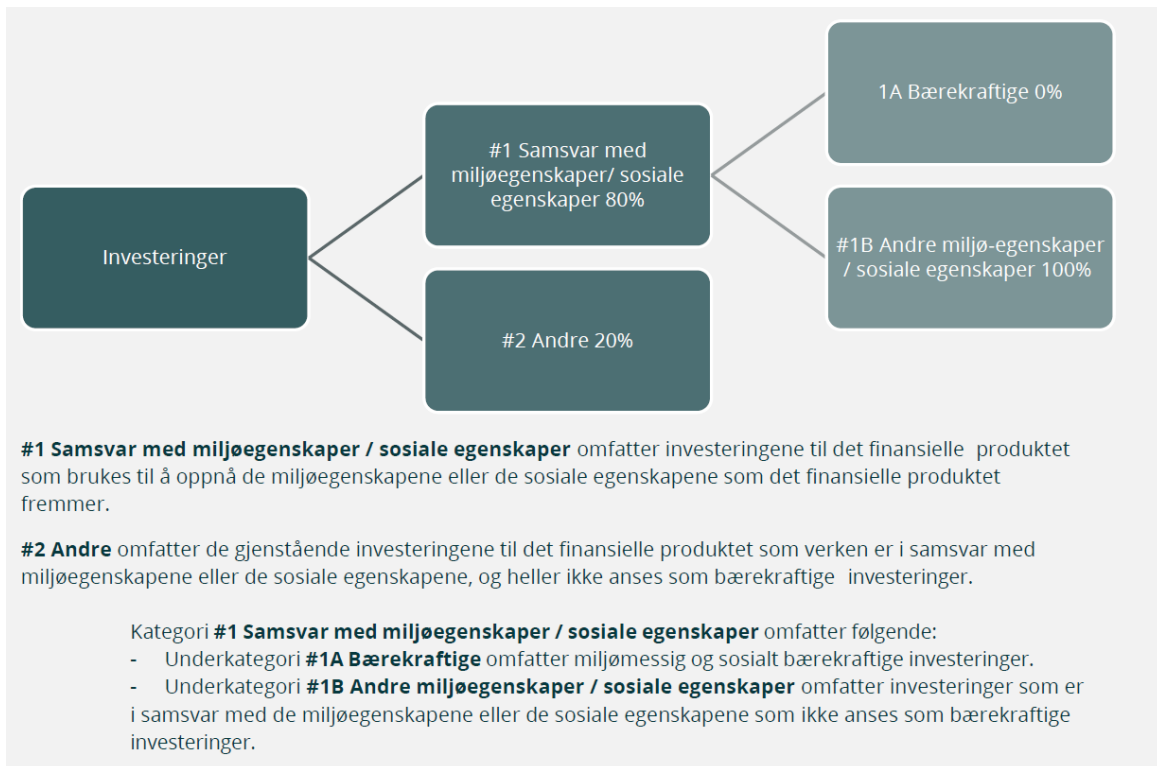 1A Bærekraftige 0%
#1 Samsvar med
miljøegenskaper/ sosiale
egenskaper 80%
Investeringer
#1B Andre miljø-egenskaper
/ sosiale egenskaper 100%
#2 Andre 20%
#1 Samsvar med miljøegenskaper / sosiale egenskaper omfatter investeringene til det finansielle produktet
som brukes til å oppnå de miljøegenskapene eller de sosiale egenskapene som det finansielle produktet
fremmer.
#2 Andre omfatter de gjenstående investeringene til det finansielle produktet som verken er i samsvar med
miljøegenskapene eller de sosiale egenskapene, og heller ikke anses som bærekraftige investeringer.
Kategori #1 Samsvar med miljøegenskaper / sosiale egenskaper omfatter følgende:
- Underkategori #1A Bærekraftige omfatter miljømessig og sosialt bærekraftige investeringer.
- Underkategori #1B Andre miljøegenskaper / sosiale egenskaper omfatter investeringer som er
i samsvar med de miljøegenskapene eller de sosiale egenskapene som ikke anses som bærekraftige
investeringer.